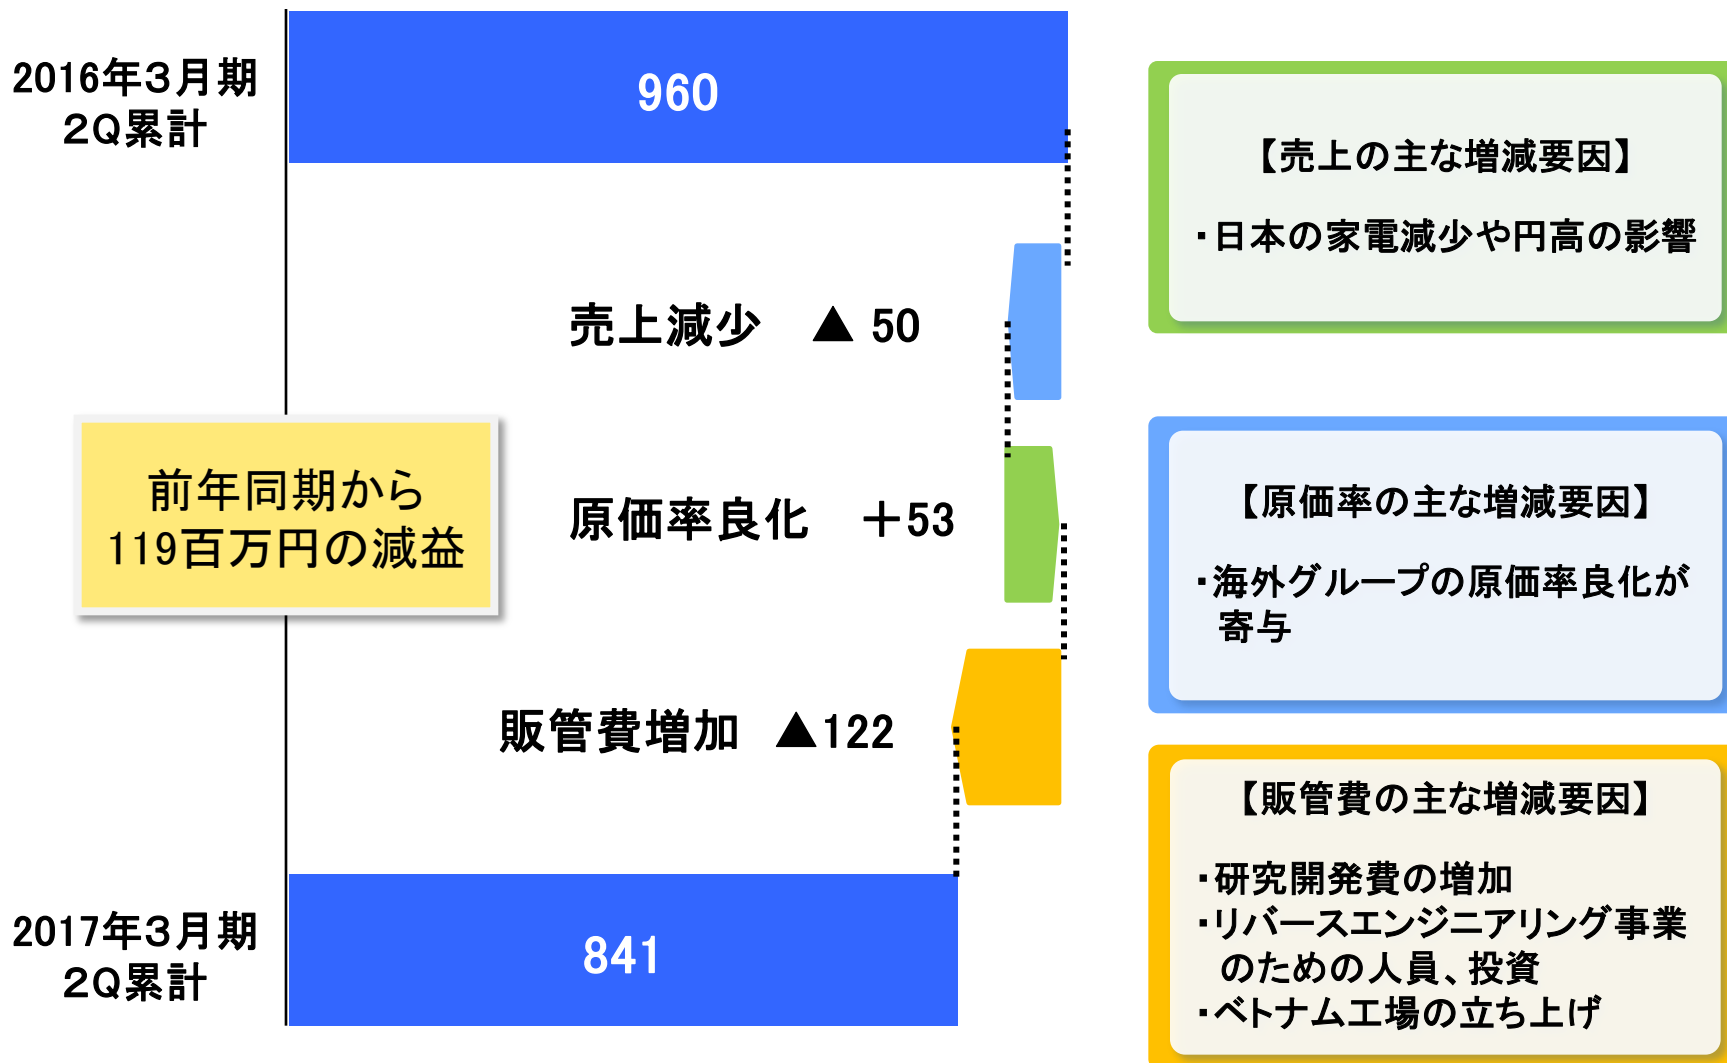 2016年3月期
2Q累計
960
売上減少 ▲ 50
原価率良化 ＋53
販管費増加 ▲122
前年同期から
119百万円の減益
2017年3月期
2Q累計
841
【売上の主な増減要因】
・日本の家電減少や円高の影響
【原価率の主な増減要因】
・海外グループの原価率良化が
寄与
【販管費の主な増減要因】
・研究開発費の増加
・リバースエンジニアリング事業
のための人員、投資
・ベトナム工場の立ち上げ